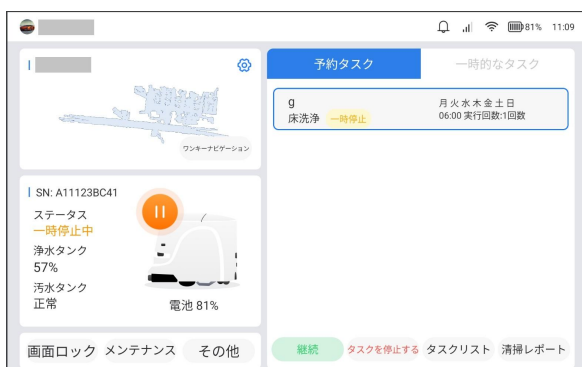 81% 11:09
ワンキーナビゲーション
SN: A11123BC41
ステータス
一時停止中
浄水タンク
57%
汚水タンク
正常
電池 81%
画面ロック メンテナンス その他
予約タスク 一時的なタスク
g
床洗浄 一時停止
月火水木金土日
06:00 実行回数:1回数
継続 タスクを停止する タスクリスト 清掃レポート